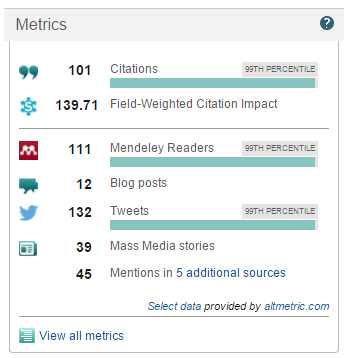 Metrics ?
101 Citations 99TH PERCENTILE
139.71 Field-Weighted Citation Impact
111 Mendeley Readers 99TH PERCENTILE
12 Blog posts
132 Tweets 99TH PERCENTILE
39 Mass Media stories
45 Mentions in 5 additional sources
Select data provided by altmetric.com
View all metrics